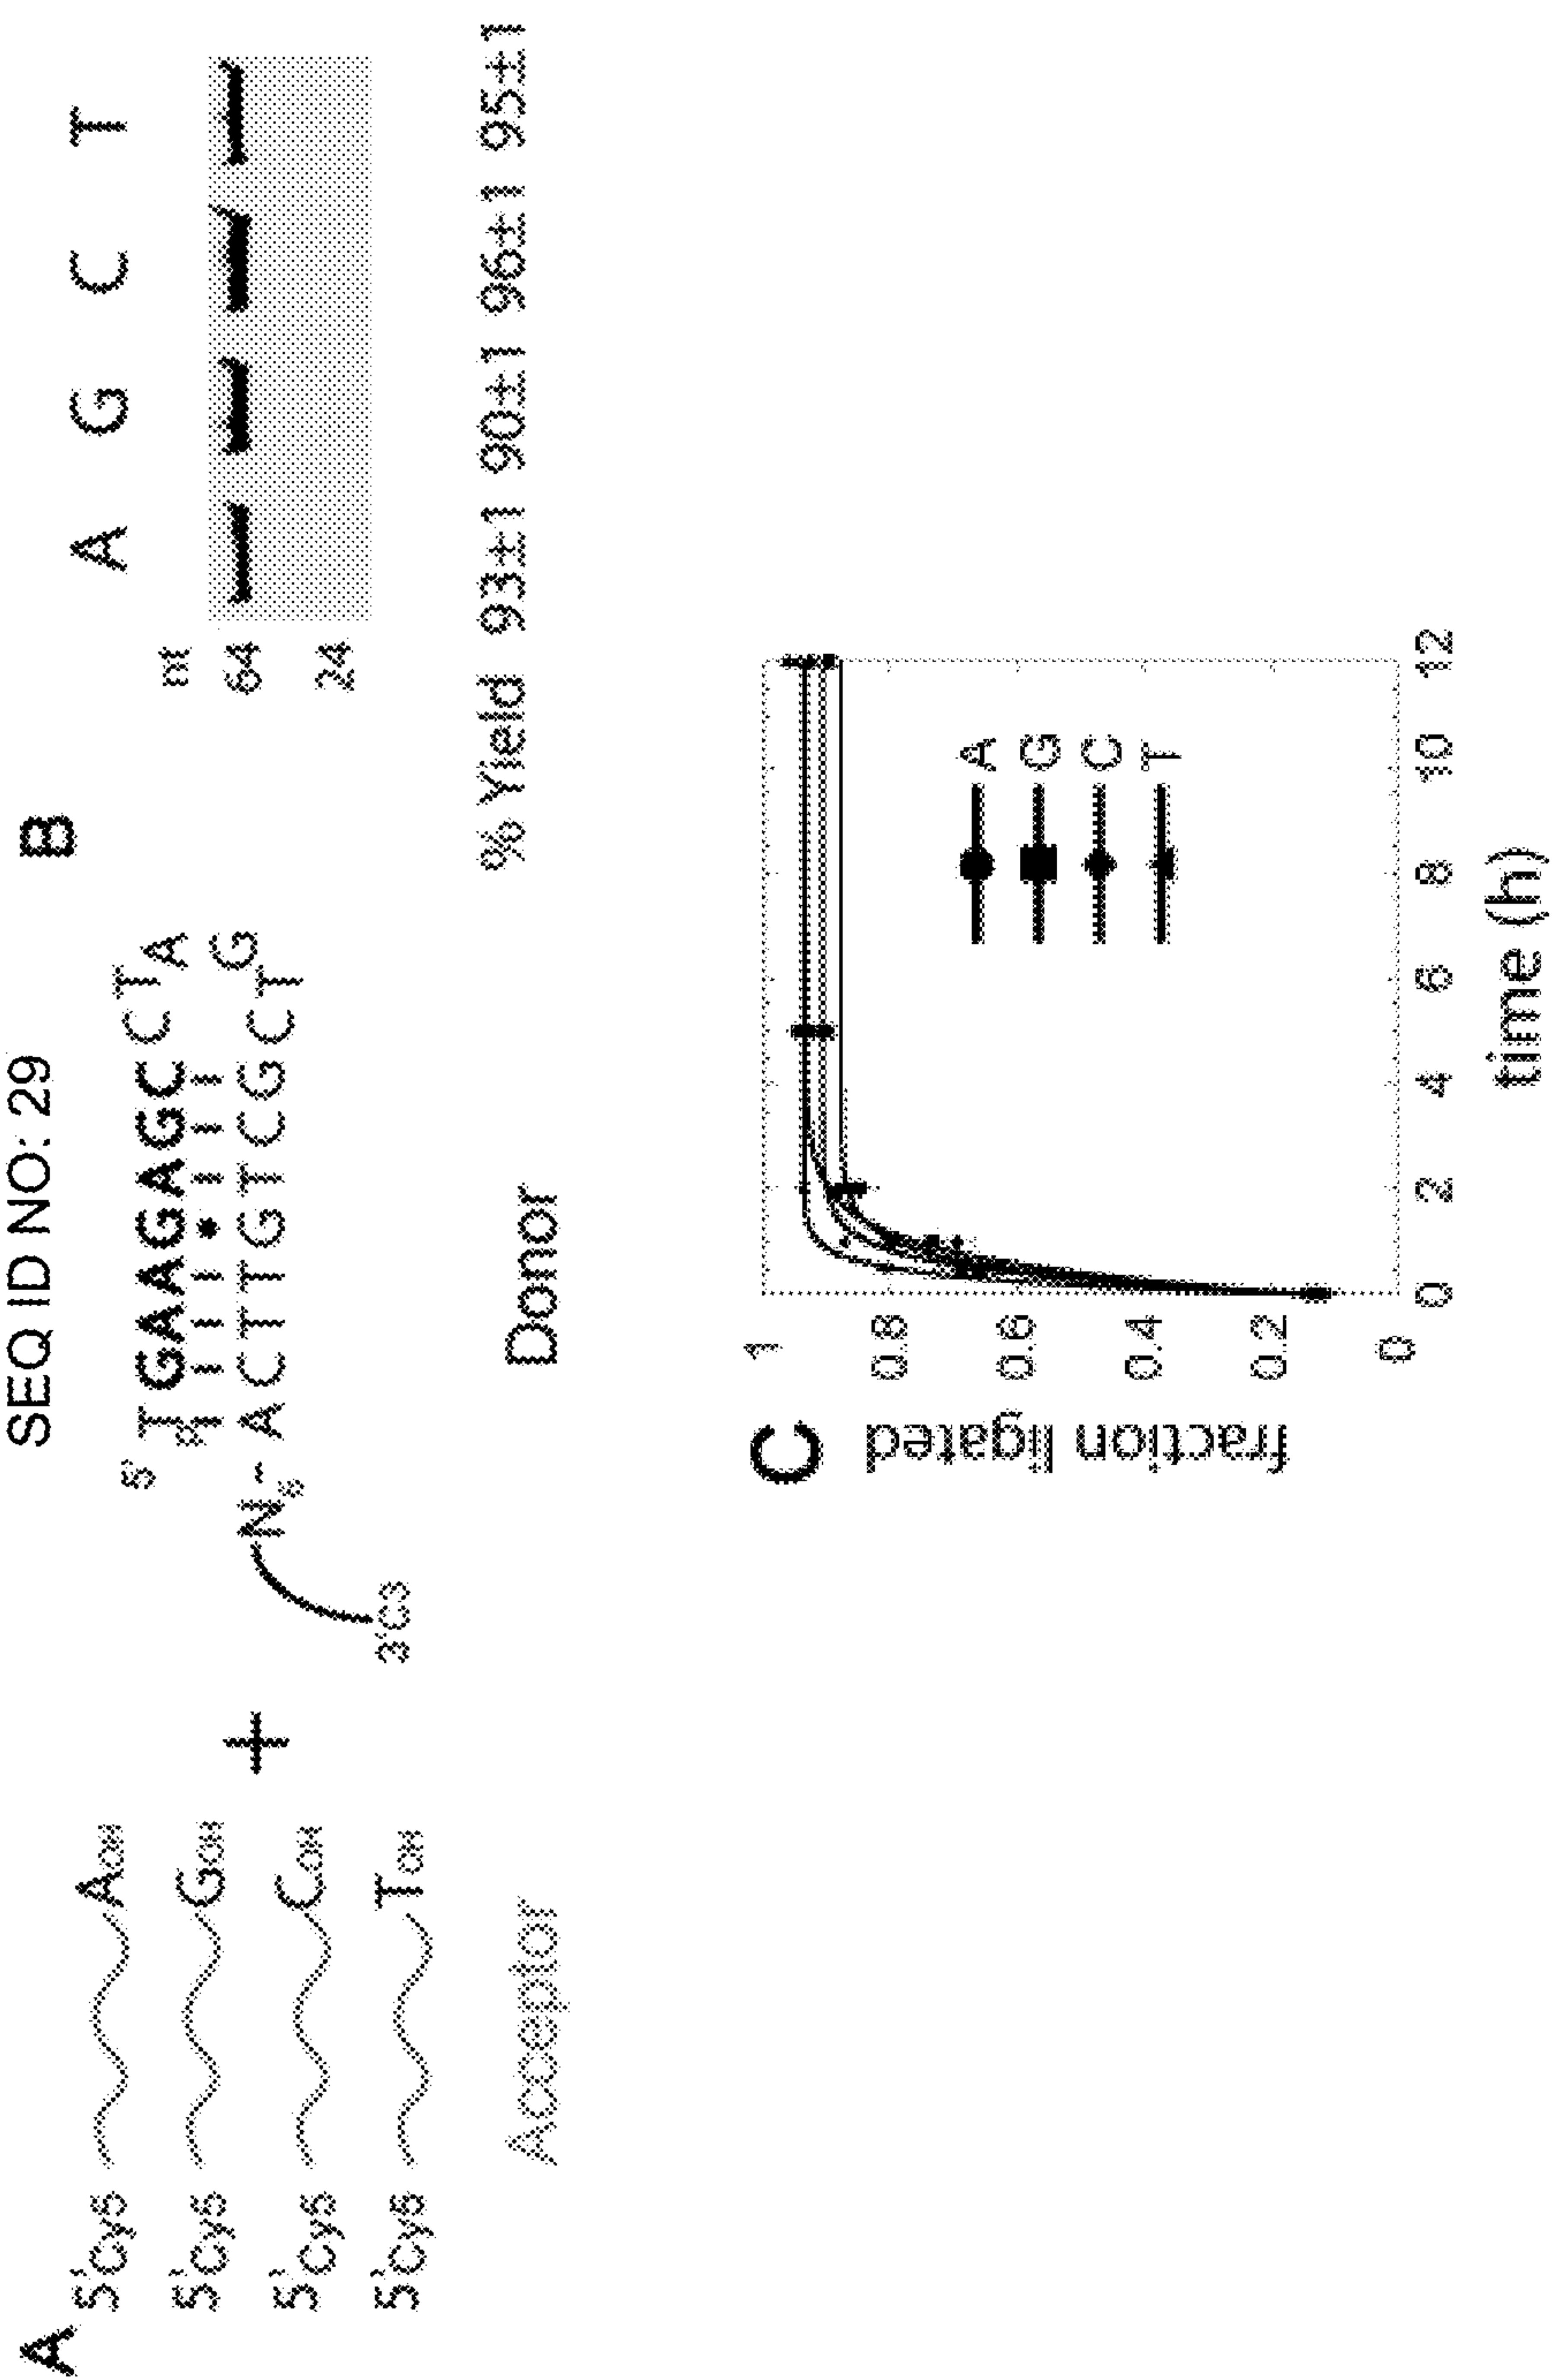 A
5'Cy5 A OH
5'Cy5 G OH
5'Cy5 C OH
5'Cy5 T OH
Acceptor
+
SEQ ID NO: 29
5'
TGAAGAGC
C T A G T C
p
N6-ACTTGTCG
3'C3
Donor
B
A G C T
nt
64
24
% Yield 93±1 90±1 96±1 95±1
C
fraction ligated
1
0.8
0.6
0.4
0.2
0
0 2 4 6 8 10 12
time (h)
A
G
C
T